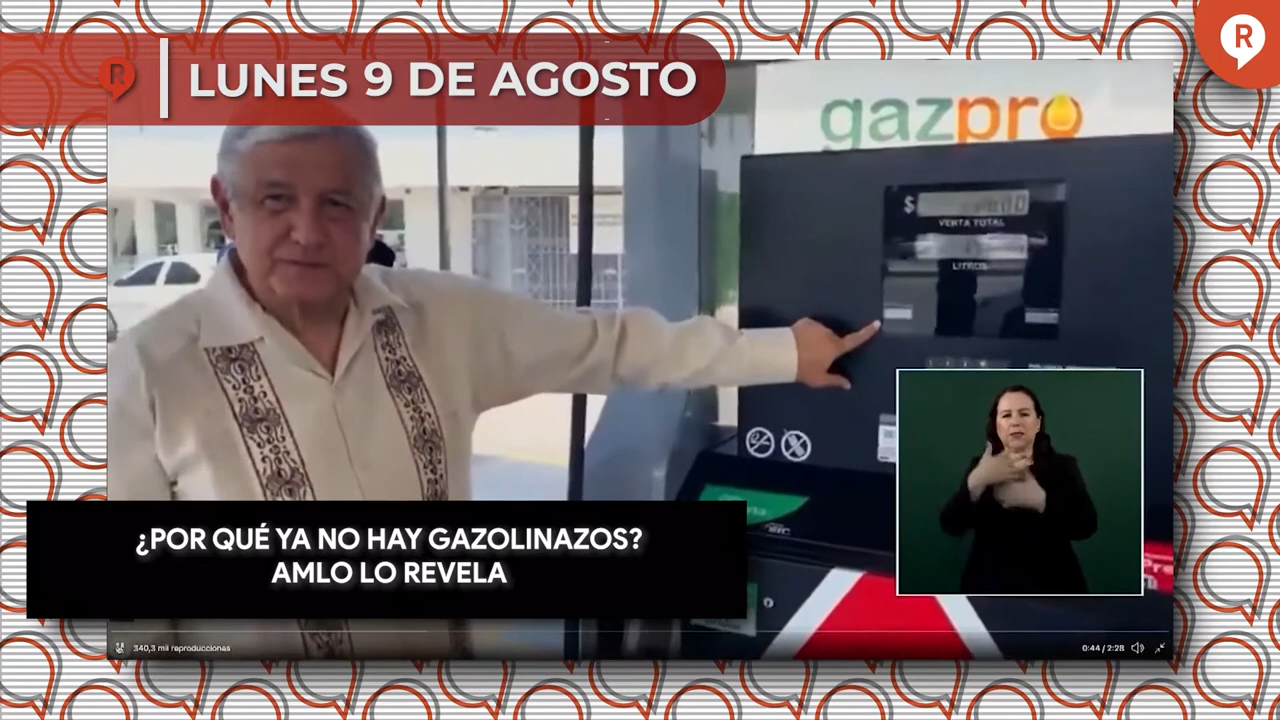 R
R
LUNES 9 DE AGOSTO
gazpro
$
VENTA TOTAL
LITROS
¿POR QUÉ YA NO HAY GAZOLINAZOS?
AMLO LO REVELA
340,3 mil reproducciones
0:44 / 2:28